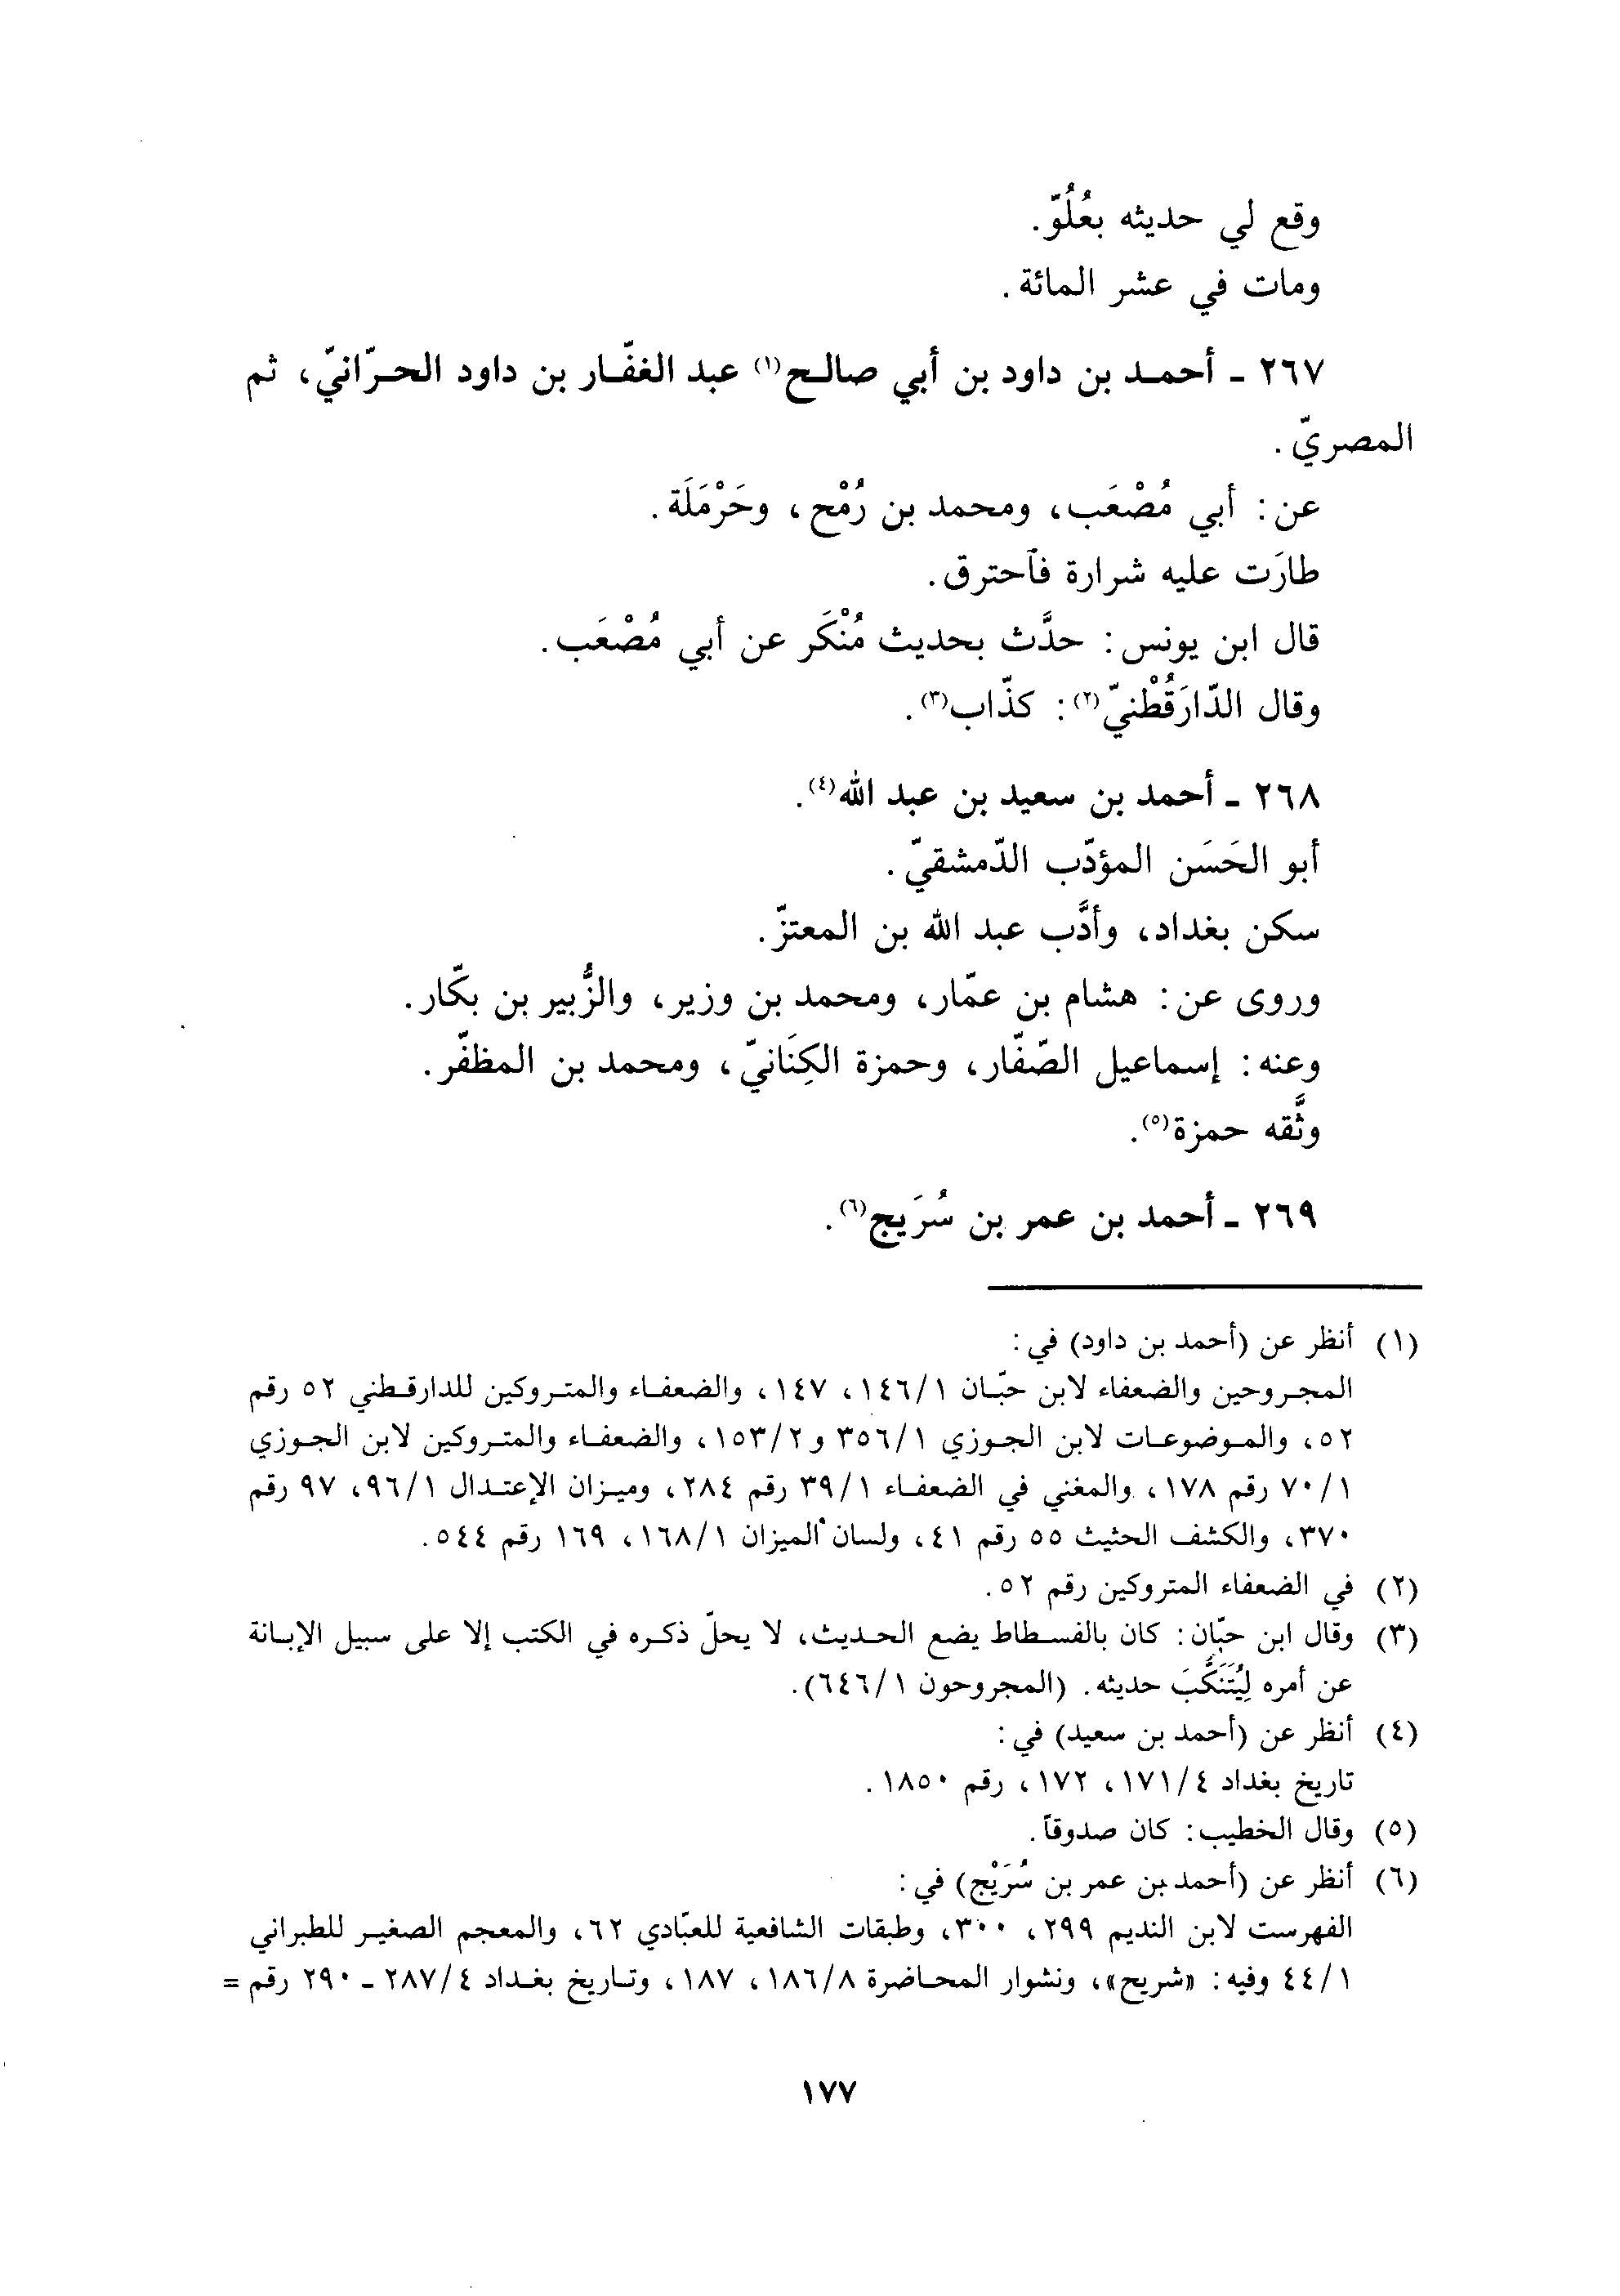 وقع لي حديثه بعُلُوّ.
ومات في عشر المائة.
٢٦٧ - أحمد بن داود بن أبي صالح(١) عبد الغفّار بن داود الحرّانيّ، ثم
المصريّ.
عن: أبي مُصْعَب، ومحمد بن رُمْح، وحَرْمَلَة.
طارَت عليه شرارة فآحترق.
قال ابن يونس: حدَّث بحديث مُنْكَر عن أبي مُصْعَب.
وقال الدّارَقُطْنيّ(٢): كذّاب(٣).
٢٦٨ - أحمد بن سعيد بن عبد الله(٤).
أبو الحَسَن المؤدّب الدّمشقيّ.
سكن بغداد، وأدَّب عبد الله بن المعتزّ.
وروى عن: هشام بن عمّار، ومحمد بن وزير، والزُّبير بن بكّار.
وعنه: إسماعيل الصّفّار، وحمزة الكِنَانيّ، ومحمد بن المظفّر.
وثَّقه حمزة(٥).
٢٦٩ - أحمد بن عمر بن سُرَيج(٦).
(١) أنظر عن (أحمد بن داود) في:
المجروحين والضعفاء لابن حبّان ١٤٦/١، ١٤٧، والضعفاء والمتروكين للدارقطني ٥٢ رقم
٥٢، والموضوعات لابن الجوزي ٣٥٦/١ و١٥٣/٢، والضعفاء والمتروكين لابن الجوزي
٧٠/١ رقم ١٧٨، والمغني في الضعفاء ٣٩/١ رقم ٢٨٤، وميزان الإعتدال ٩٦/١، ٩٧ رقم
٣٧٠، والكشف الحثيث ٥٥ رقم ٤١، ولسان الميزان ١٦٨/١، ١٦٩ رقم ٥٤٤.
(٢) في الضعفاء المتروكين رقم ٥٢.
(٣) وقال ابن حبّان: كان بالفسطاط يضع الحديث، لا يحلّ ذكره في الكتب إلا على سبيل الإبانة
عن أمره لِيُتَنَكَّبَ حديثه. (المجروحون ٦٤٦/١).
(٤) أنظر عن (أحمد بن سعيد) في:
تاريخ بغداد ١٧١/٤، ١٧٢، رقم ١٨٥٠.
(٥) وقال الخطيب: كان صدوقاً.
(٦) أنظر عن (أحمد بن عمر بن سُرَيْج) في:
الفهرست لابن النديم ٢٩٩، ٣٠٠، وطبقات الشافعية للعبّادي ٦٢، والمعجم الصغير للطبراني
٤٤/١ وفيه: «شريح»، ونشوار المحاضرة ١٨٦/٨، ١٨٧، وتاريخ بغداد ٢٨٧/٤ - ٢٩٠ رقم =
١٧٧